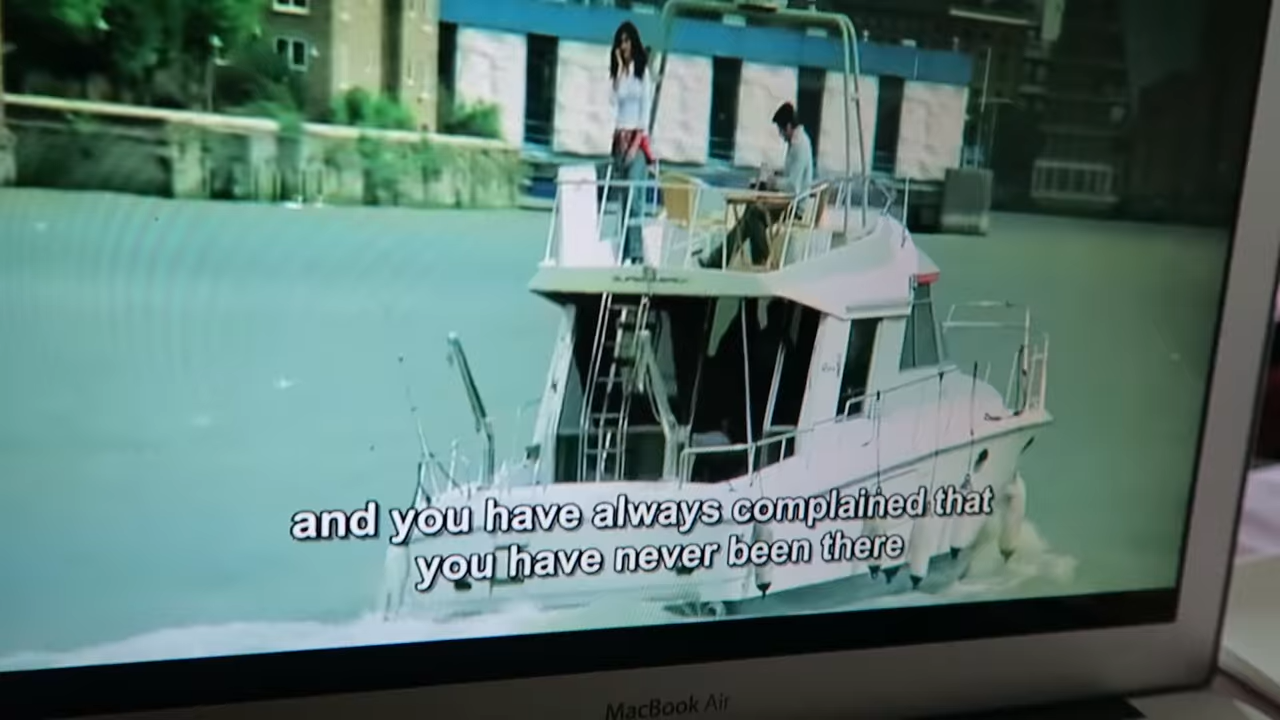 and you have always complained that
you have never been there
MacBook Air